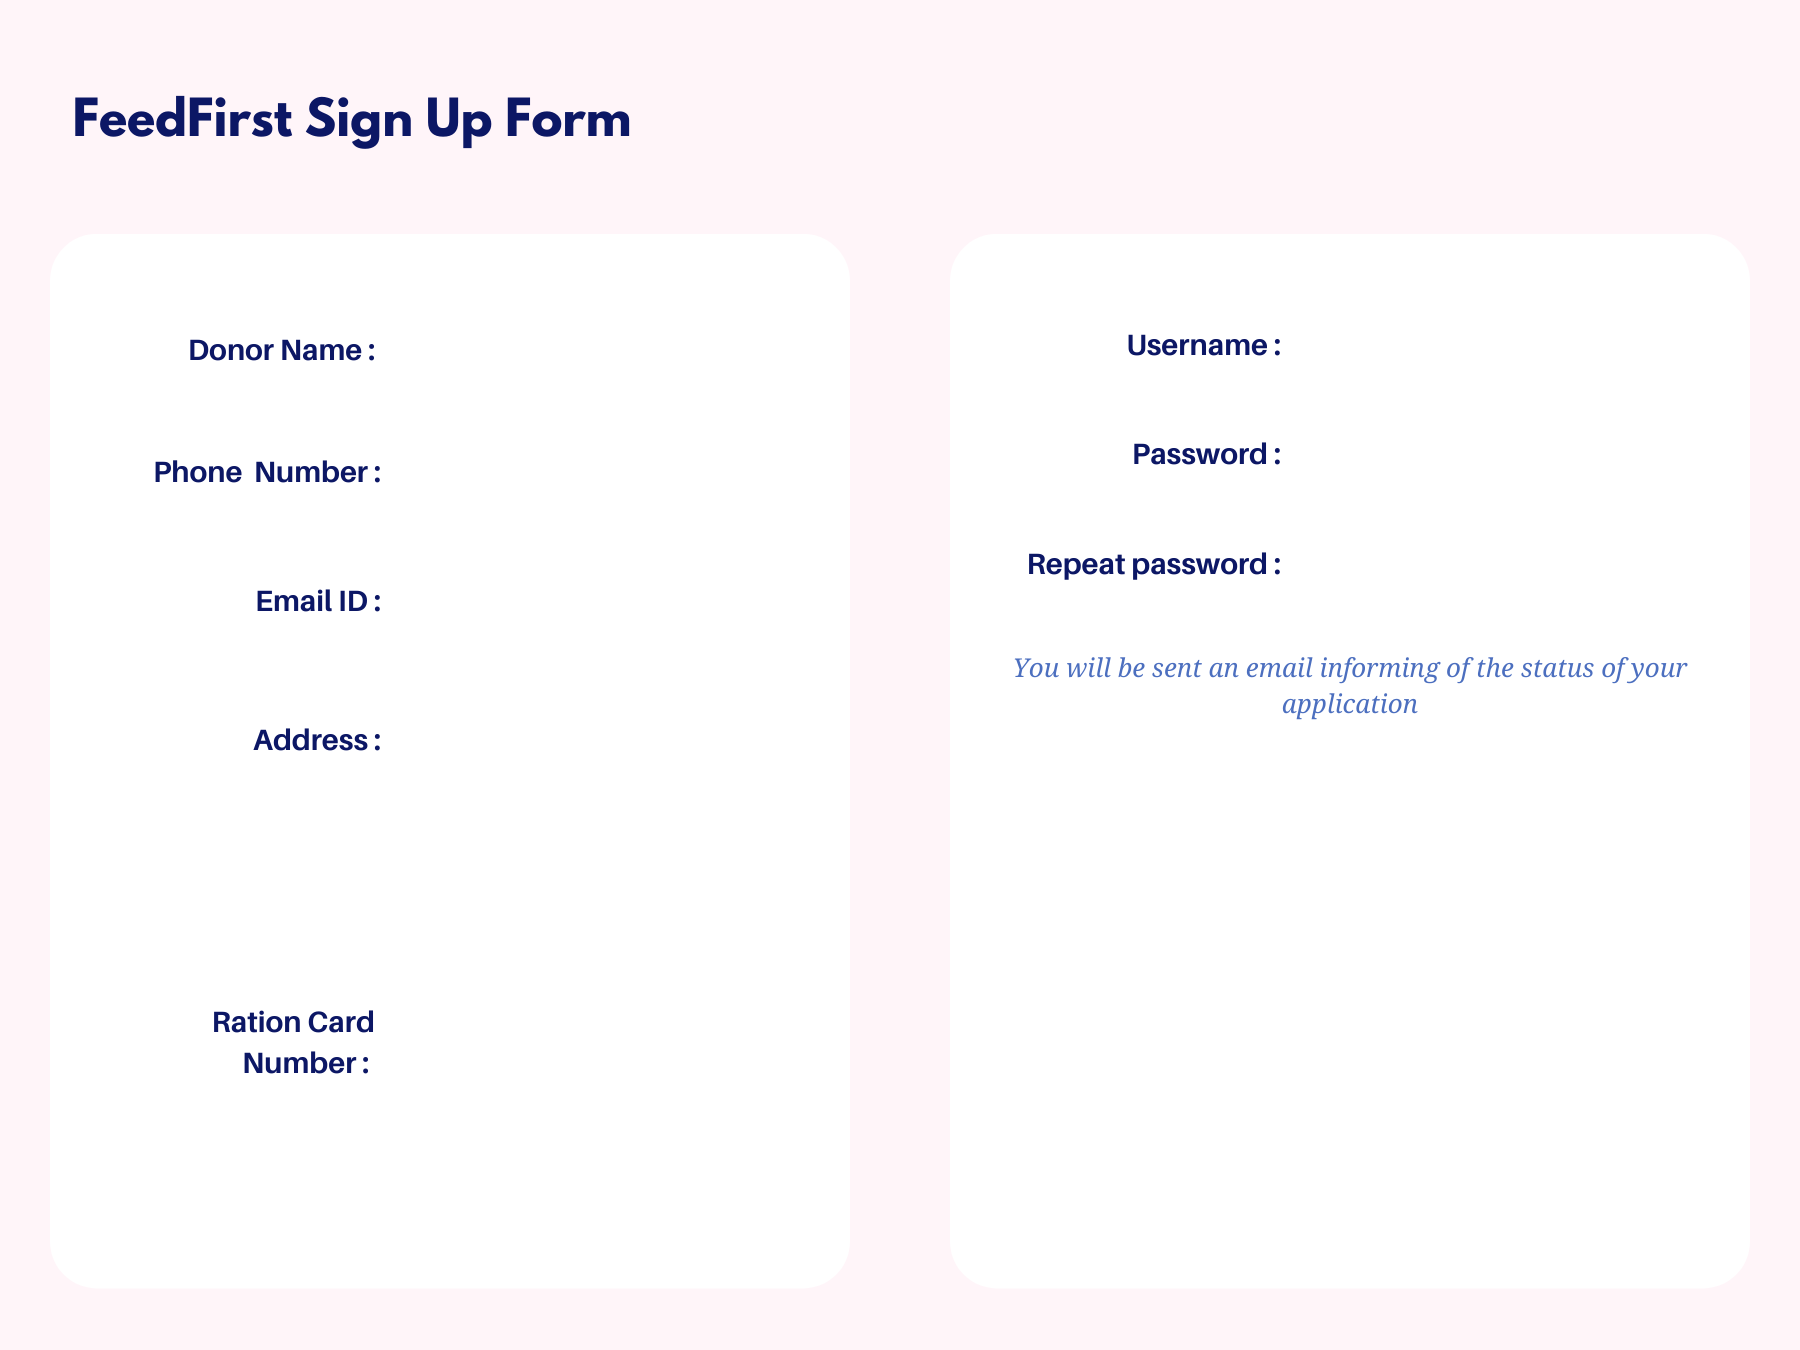 FeedFirst Sign Up Form
Donor Name :
Phone  Number :
Email ID :
Address :
Ration Card
Number :
Username :
Password :
Repeat password :
You will be sent an email informing of the status of your
application